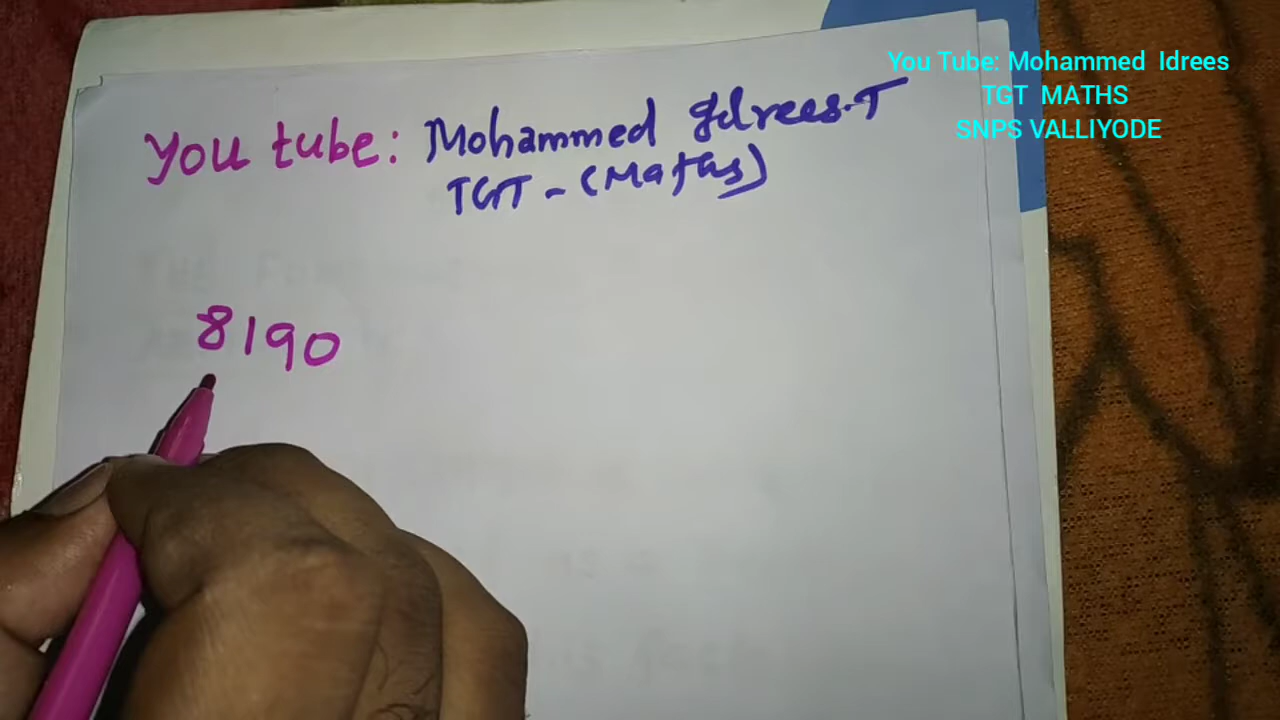 You Tube: Mohammed Idrees
TGT MATHS
SNPS VALLIYODE
You tube: Mohammed Idrees.T
TGT - (Maths)
8190